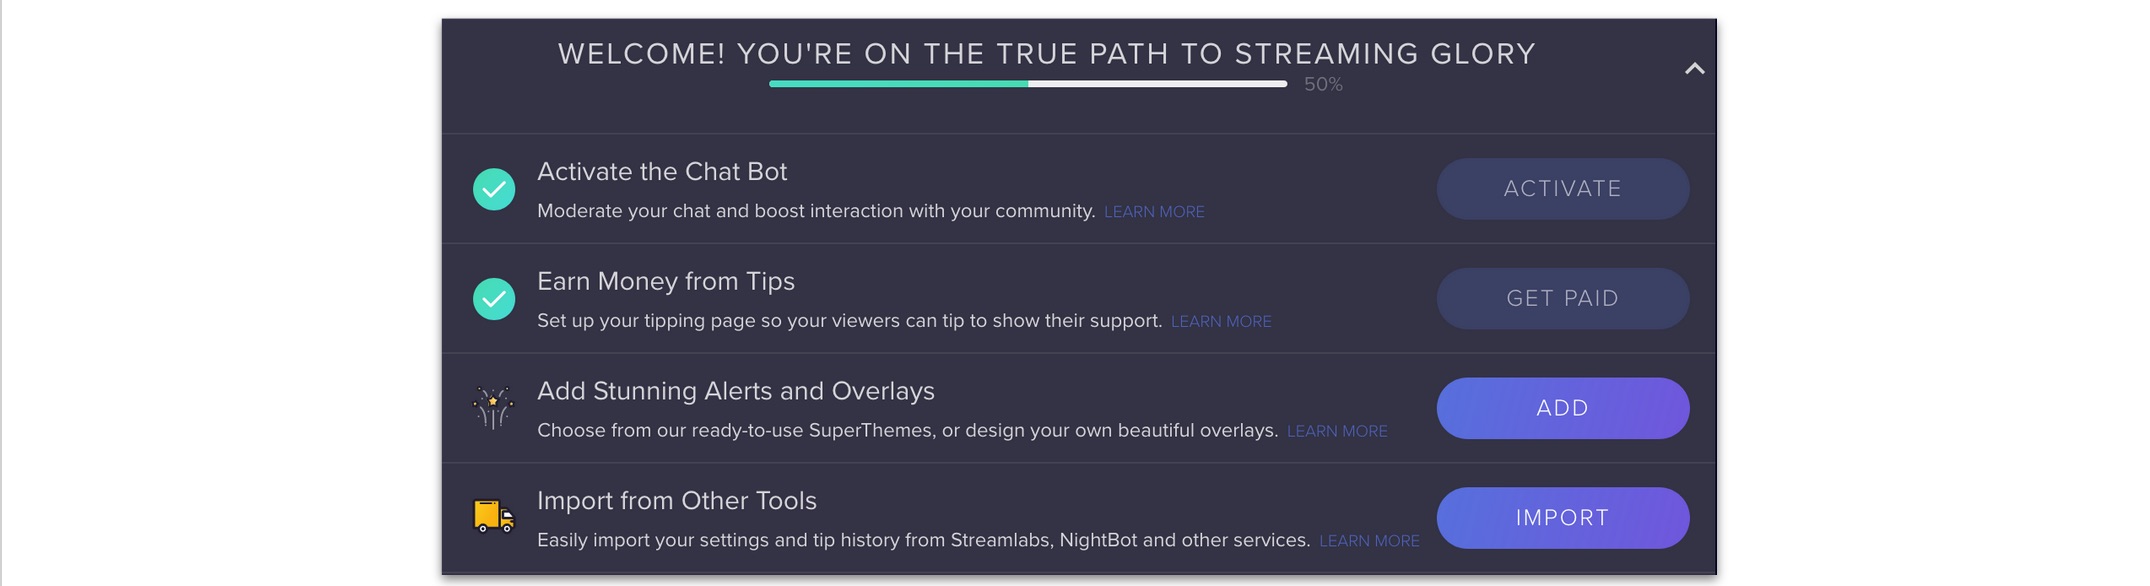 WELCOME! YOU'RE ON THE TRUE PATH TO STREAMING GLORY
50%
Activate the Chat Bot
Moderate your chat and boost interaction with your community. LEARN MORE
ACTIVATE
Earn Money from Tips
Set up your tipping page so your viewers can tip to show their support. LEARN MORE
GET PAID
Add Stunning Alerts and Overlays
Choose from our ready-to-use SuperThemes, or design your own beautiful overlays. LEARN MORE
ADD
Import from Other Tools
Easily import your settings and tip history from Streamlabs, NightBot and other services. LEARN MORE
IMPORT